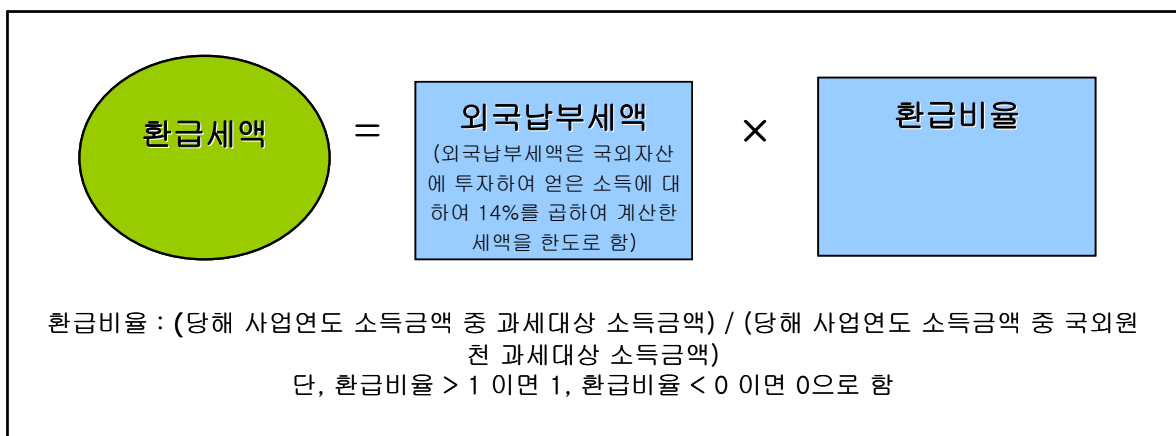 환급세액
=
외국납부세액
(외국납부세액은 국외자산
에 투자하여 얻은 소득에 대
하여 14%를 곱하여 계산한
세액을 한도로 함)
×
환급비율
환급비율 : (당해 사업연도 소득금액 중 과세대상 소득금액) / (당해 사업연도 소득금액 중 국외원
천 과세대상 소득금액)
단, 환급비율 > 1 이면 1, 환급비율 < 0 이면 0으로 함